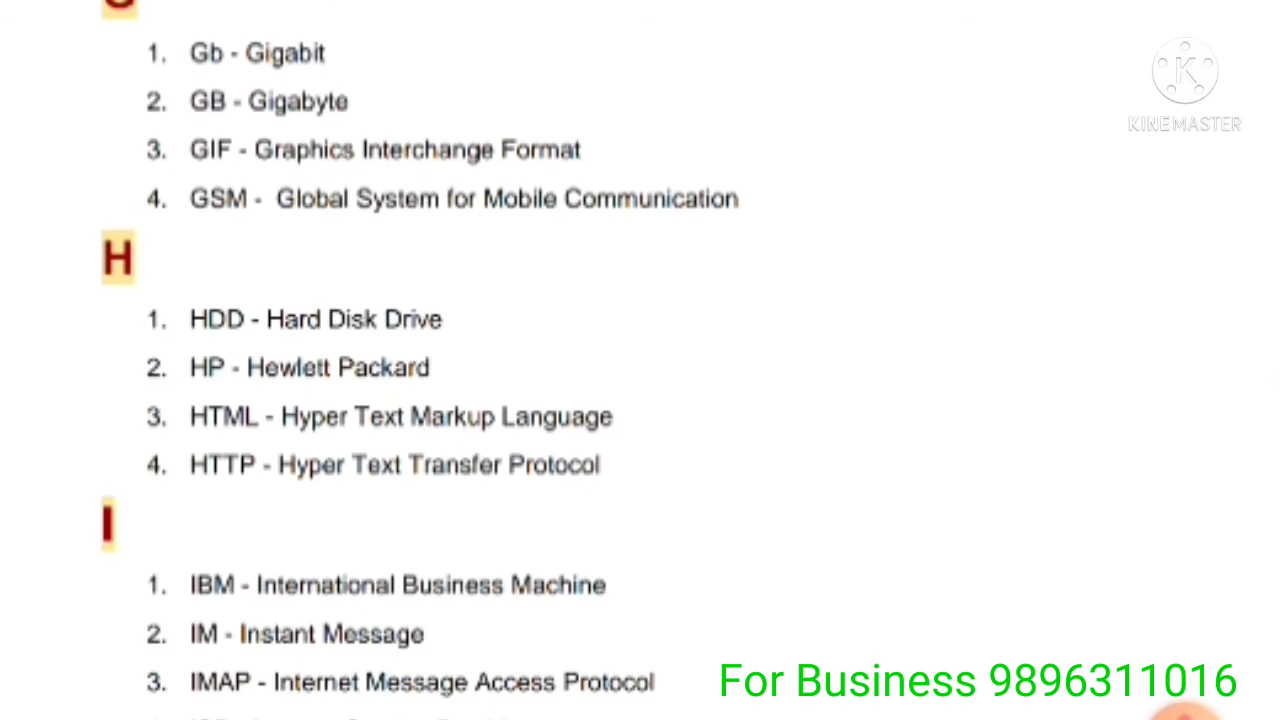 1. Gb - Gigabit
2. GB - Gigabyte
3. GIF - Graphics Interchange Format
4. GSM - Global System for Mobile Communication
H
1. HDD - Hard Disk Drive
2. HP - Hewlett Packard
3. HTML - Hyper Text Markup Language
4. HTTP - Hyper Text Transfer Protocol
I
1. IBM - International Business Machine
2. IM - Instant Message
3. IMAP - Internet Message Access Protocol
K
KINEMASTER
For Business 9896311016